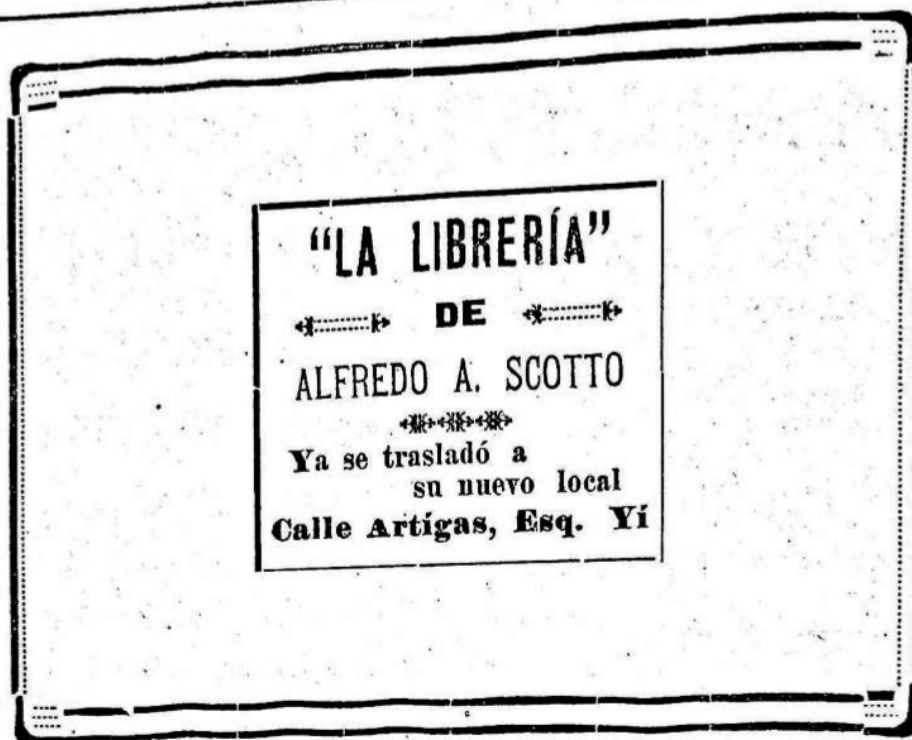 “LA LIBRERÍA”
DE
ALFREDO A. SCOTTO
Ya se trasladó a
su nuevo local
Calle Artigas, Esq. Yí